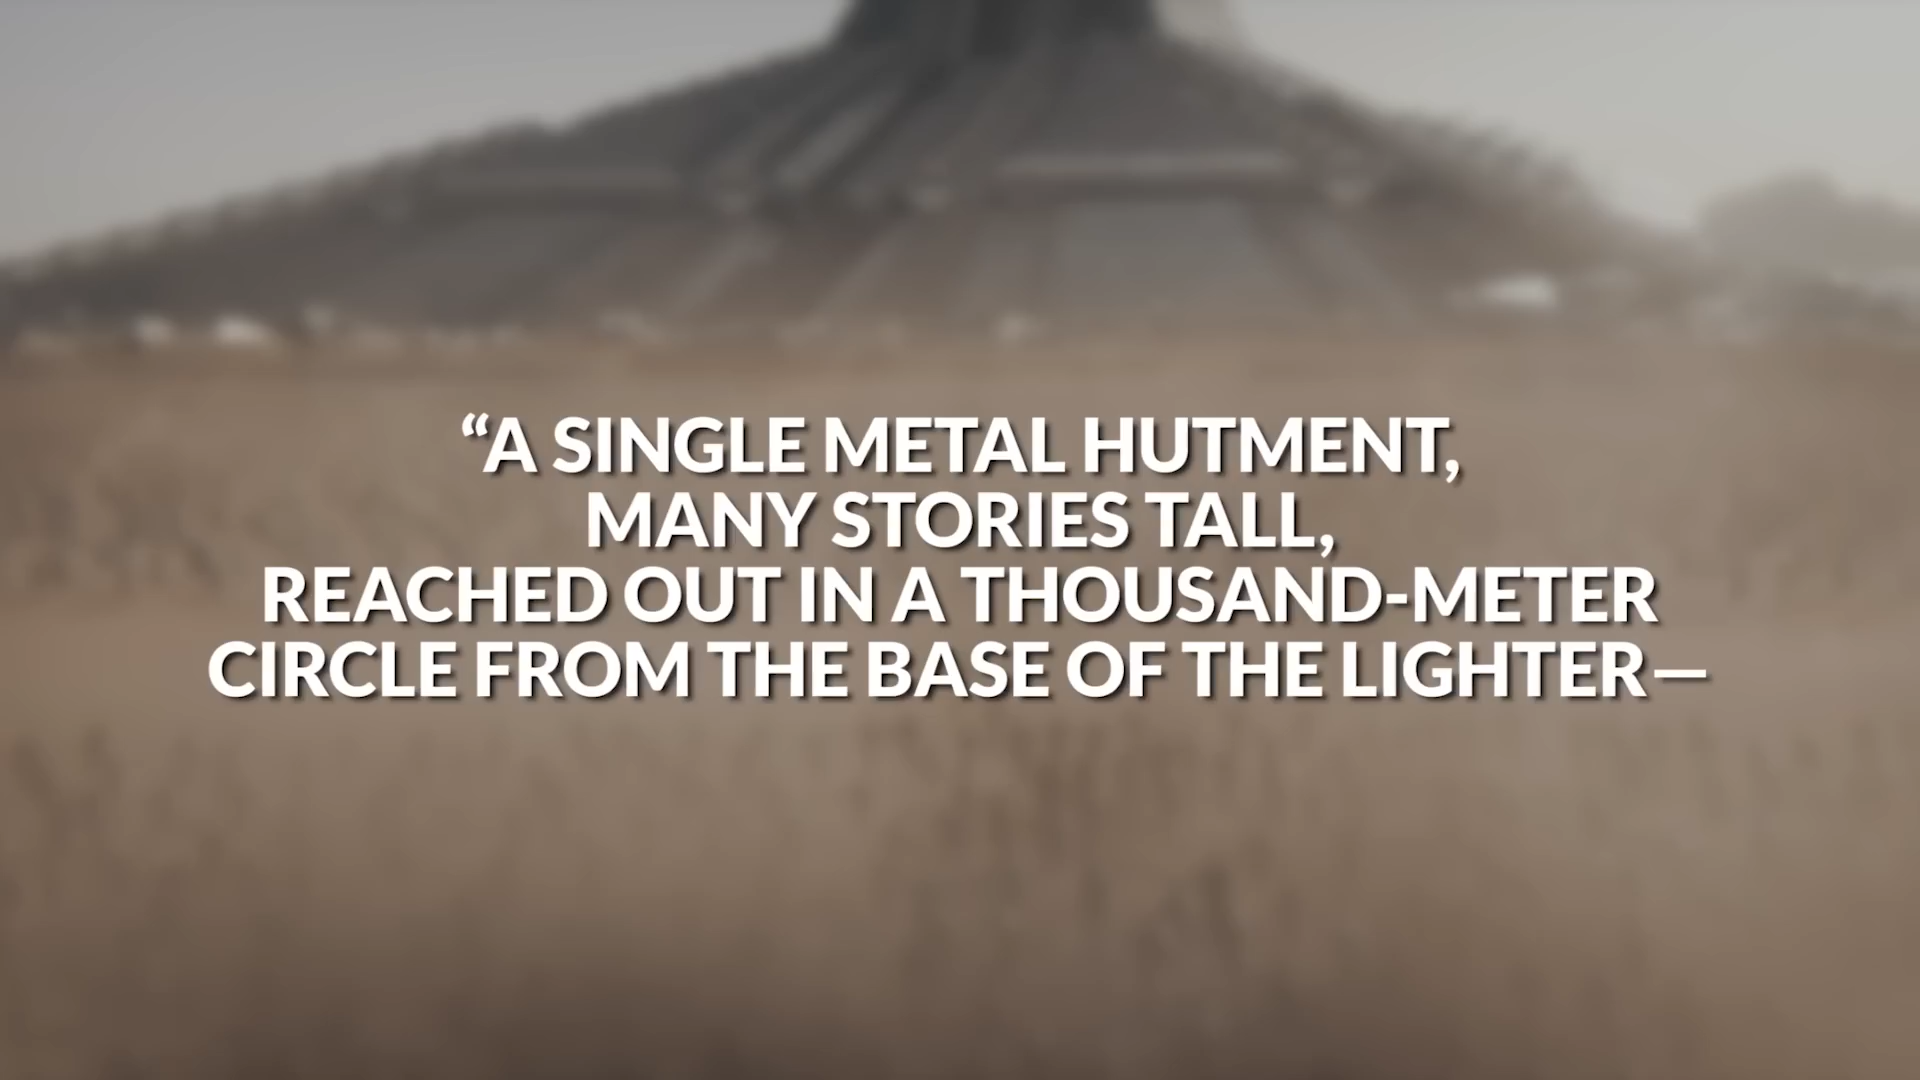 “A SINGLE METAL HUTMENT,
MANY STORIES TALL,
REACHED OUT IN A THOUSAND-METER
CIRCLE FROM THE BASE OF THE LIGHTER—